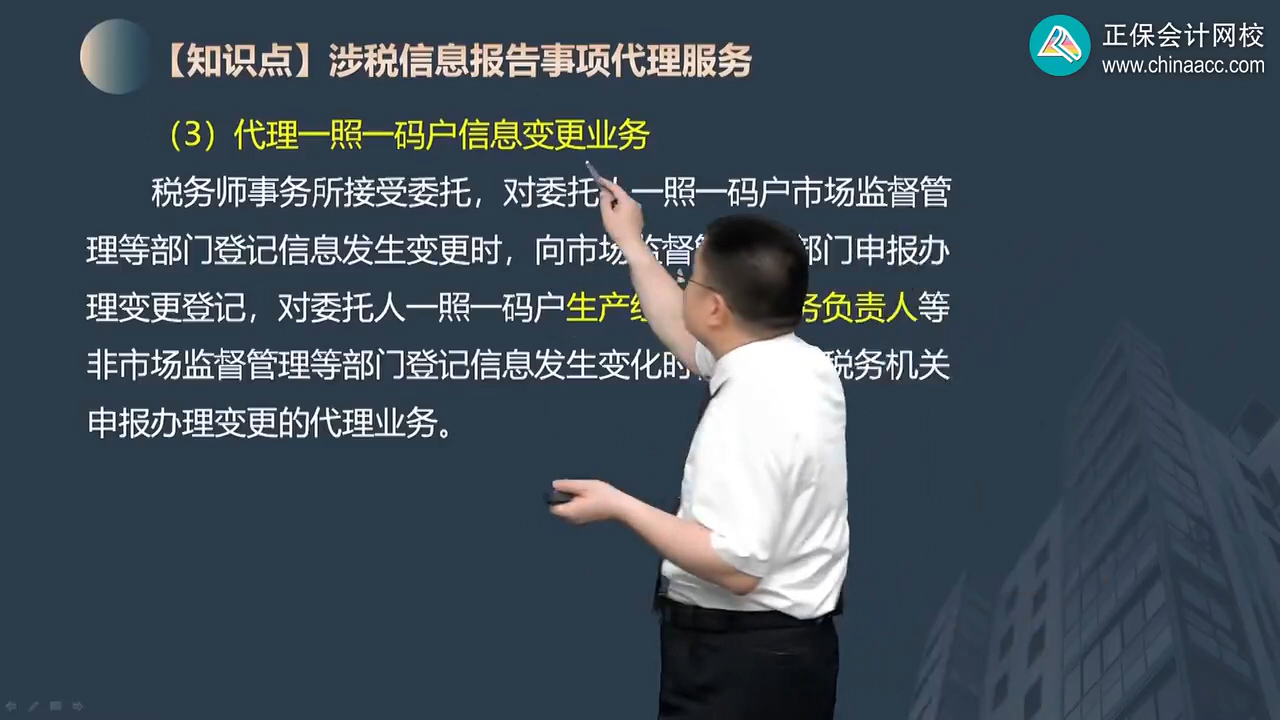 正保会计网校
www.chinaacc.com
【知识点】涉税信息报告事项代理服务
（3）代理一照一码户信息变更业务
税务师事务所接受委托，对委托人一照一码户市场监督管
理等部门登记信息发生变更时，向市场监督管 部门申报办
理变更登记，对委托人一照一码户生产经 务负责人等
非市场监督管理等部门登记信息发生变化时 税务机关
申报办理变更的代理业务。